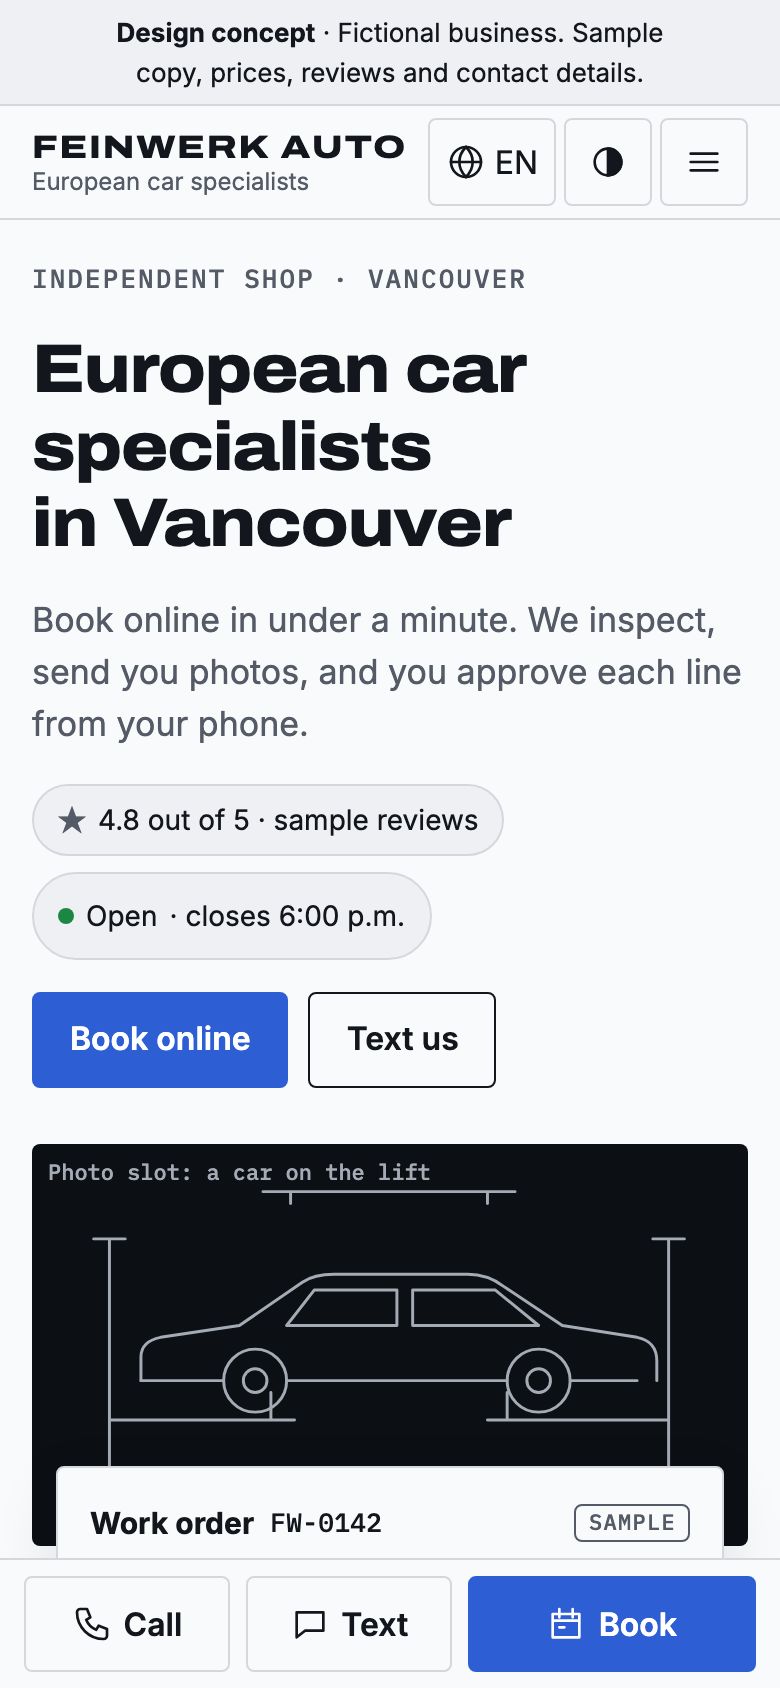 Design concept · Fictional business. Sample
copy, prices, reviews and contact details.
FEINWERK AUTO
European car specialists
EN
INDEPENDENT SHOP · VANCOUVER
European car
specialists
in Vancouver
Book online in under a minute. We inspect,
send you photos, and you approve each line
from your phone.
★ 4.8 out of 5 · sample reviews
Open · closes 6:00 p.m.
Book online
Text us
Photo slot: a car on the lift
Work order FW-0142
SAMPLE
Call
Text
Book